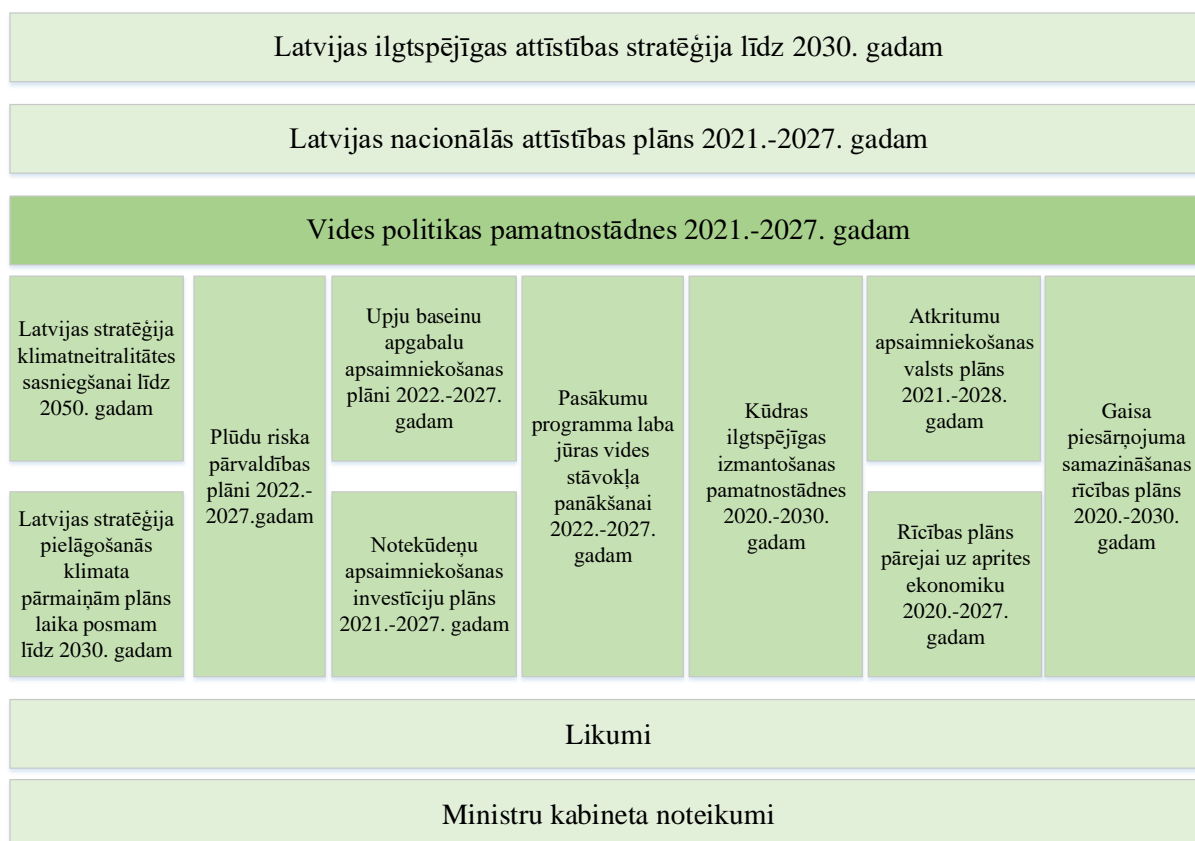 Latvijas ilgtspējīgas attīstības stratēģija līdz 2030. gadam
Latvijas nacionālās attīstības plāns 2021.-2027. gadam
Vides politikas pamatnostādnes 2021.-2027. gadam
Latvijas stratēģija
klimatneitralitātes
sasniegšanai līdz
2050. gadam
Latvijas stratēģija
pielāgošanās
klimata
pārmaiņām plāns
laika posmam
līdz 2030. gadam
Plūdu riska
pārvaldības
plāni 2022.-
2027.gadam
Upju baseinu
apgabalu
apsaimniekošanas
plāni 2022.-2027.
gadam
Notekūdeņu
apsaimniekošanas
investīciju plāns
2021.-2027. gadam
Pasākumu
programma laba
jūras vides
stāvokļa
panākšanai
2022.-2027.
gadam
Kūdras
ilgtspējīgas
izmantošanas
pamatnostādnes
2020.-2030.
gadam
Atkritumu
apsaimniekošanas
valsts plāns
2021.-2028.
gadam
Rīcības plāns
pārejai uz aprites
ekonomiku
2020.-2027.
gadam
Gaisa
piesārņojuma
samazināšanas
rīcības plāns
2020.-2030.
gadam
Likumi
Ministru kabineta noteikumi